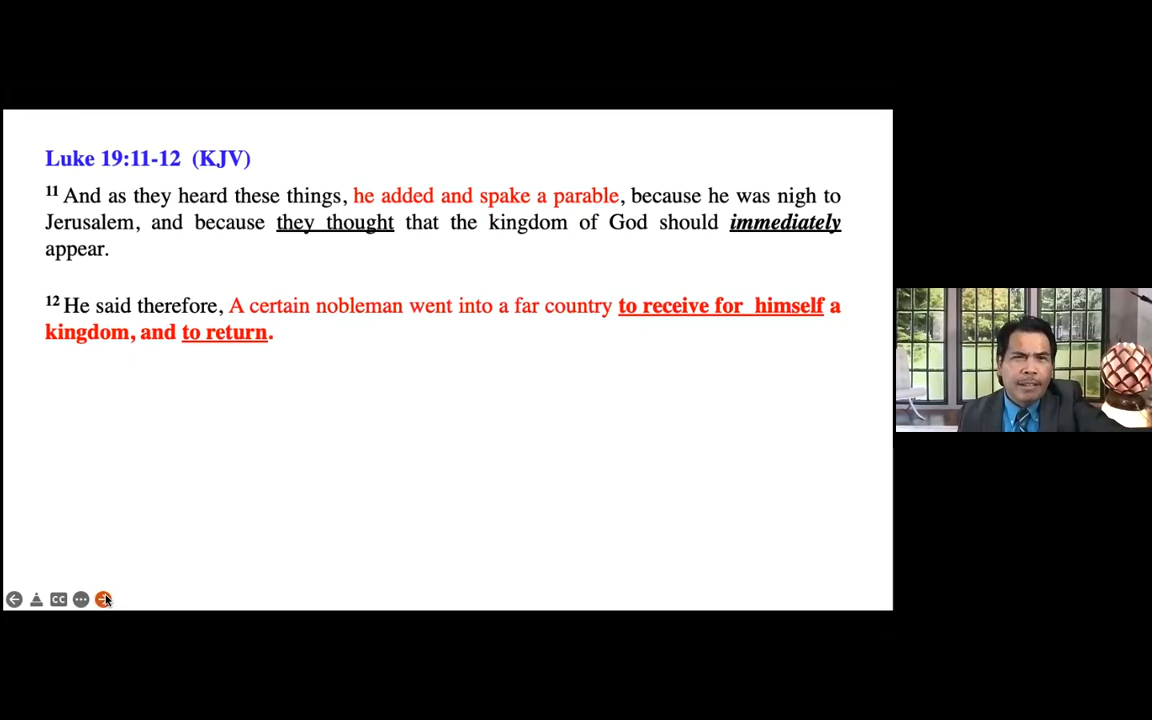 Luke 19:11-12 (KJV)
11 And as they heard these things, he added and spake a parable, because he was nigh to
Jerusalem, and because they thought that the kingdom of God should immediately
appear.
12 He said therefore, A certain nobleman went into a far country to receive for himself a
kingdom, and to return.
CC